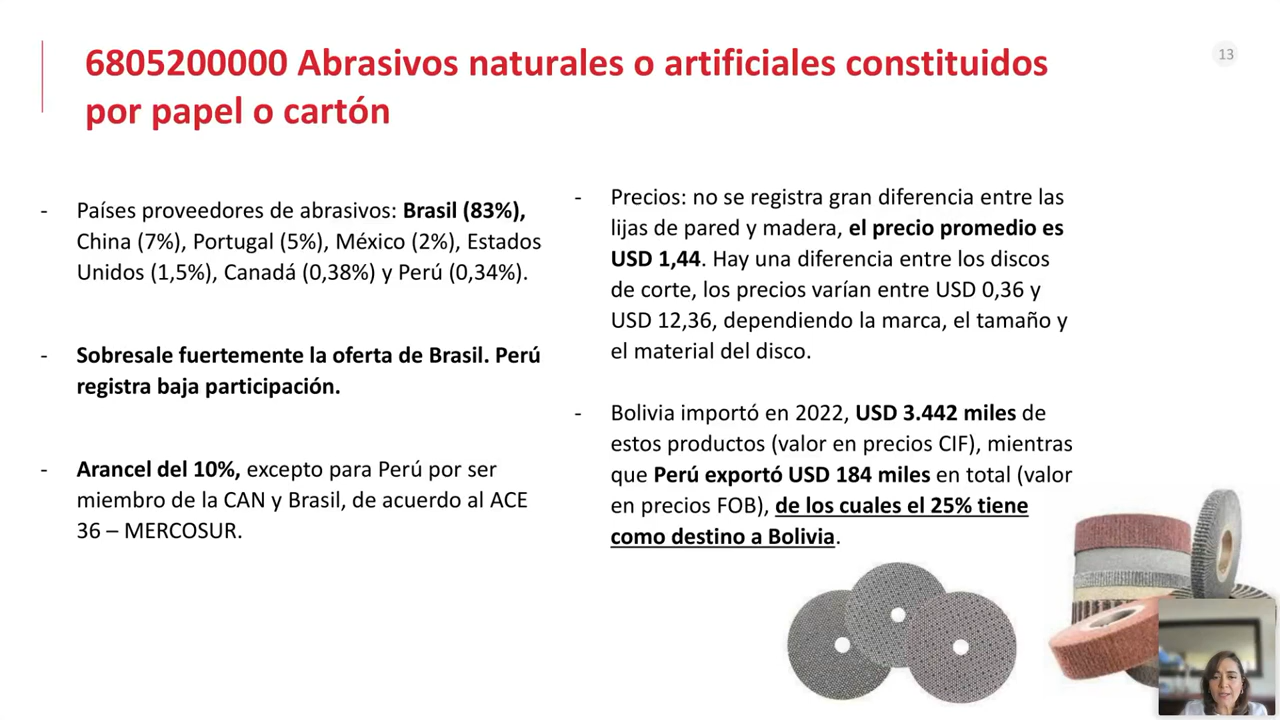 6805200000 Abrasivos naturales o artificiales constituidos
por papel o cartón
13
- Países proveedores de abrasivos: Brasil (83%),
China (7%), Portugal (5%), México (2%), Estados
Unidos (1,5%), Canadá (0,38%) y Perú (0,34%).
- Sobresale fuertemente la oferta de Brasil. Perú
registra baja participación.
- Arancel del 10%, excepto para Perú por ser
miembro de la CAN y Brasil, de acuerdo al ACE
36 – MERCOSUR.
- Precios: no se registra gran diferencia entre las
lijas de pared y madera, el precio promedio es
USD 1,44. Hay una diferencia entre los discos
de corte, los precios varían entre USD 0,36 y
USD 12,36, dependiendo la marca, el tamaño y
el material del disco.
- Bolivia importó en 2022, USD 3.442 miles de
estos productos (valor en precios CIF), mientras
que Perú exportó USD 184 miles en total (valor
en precios FOB), de los cuales el 25% tiene
como destino a Bolivia.